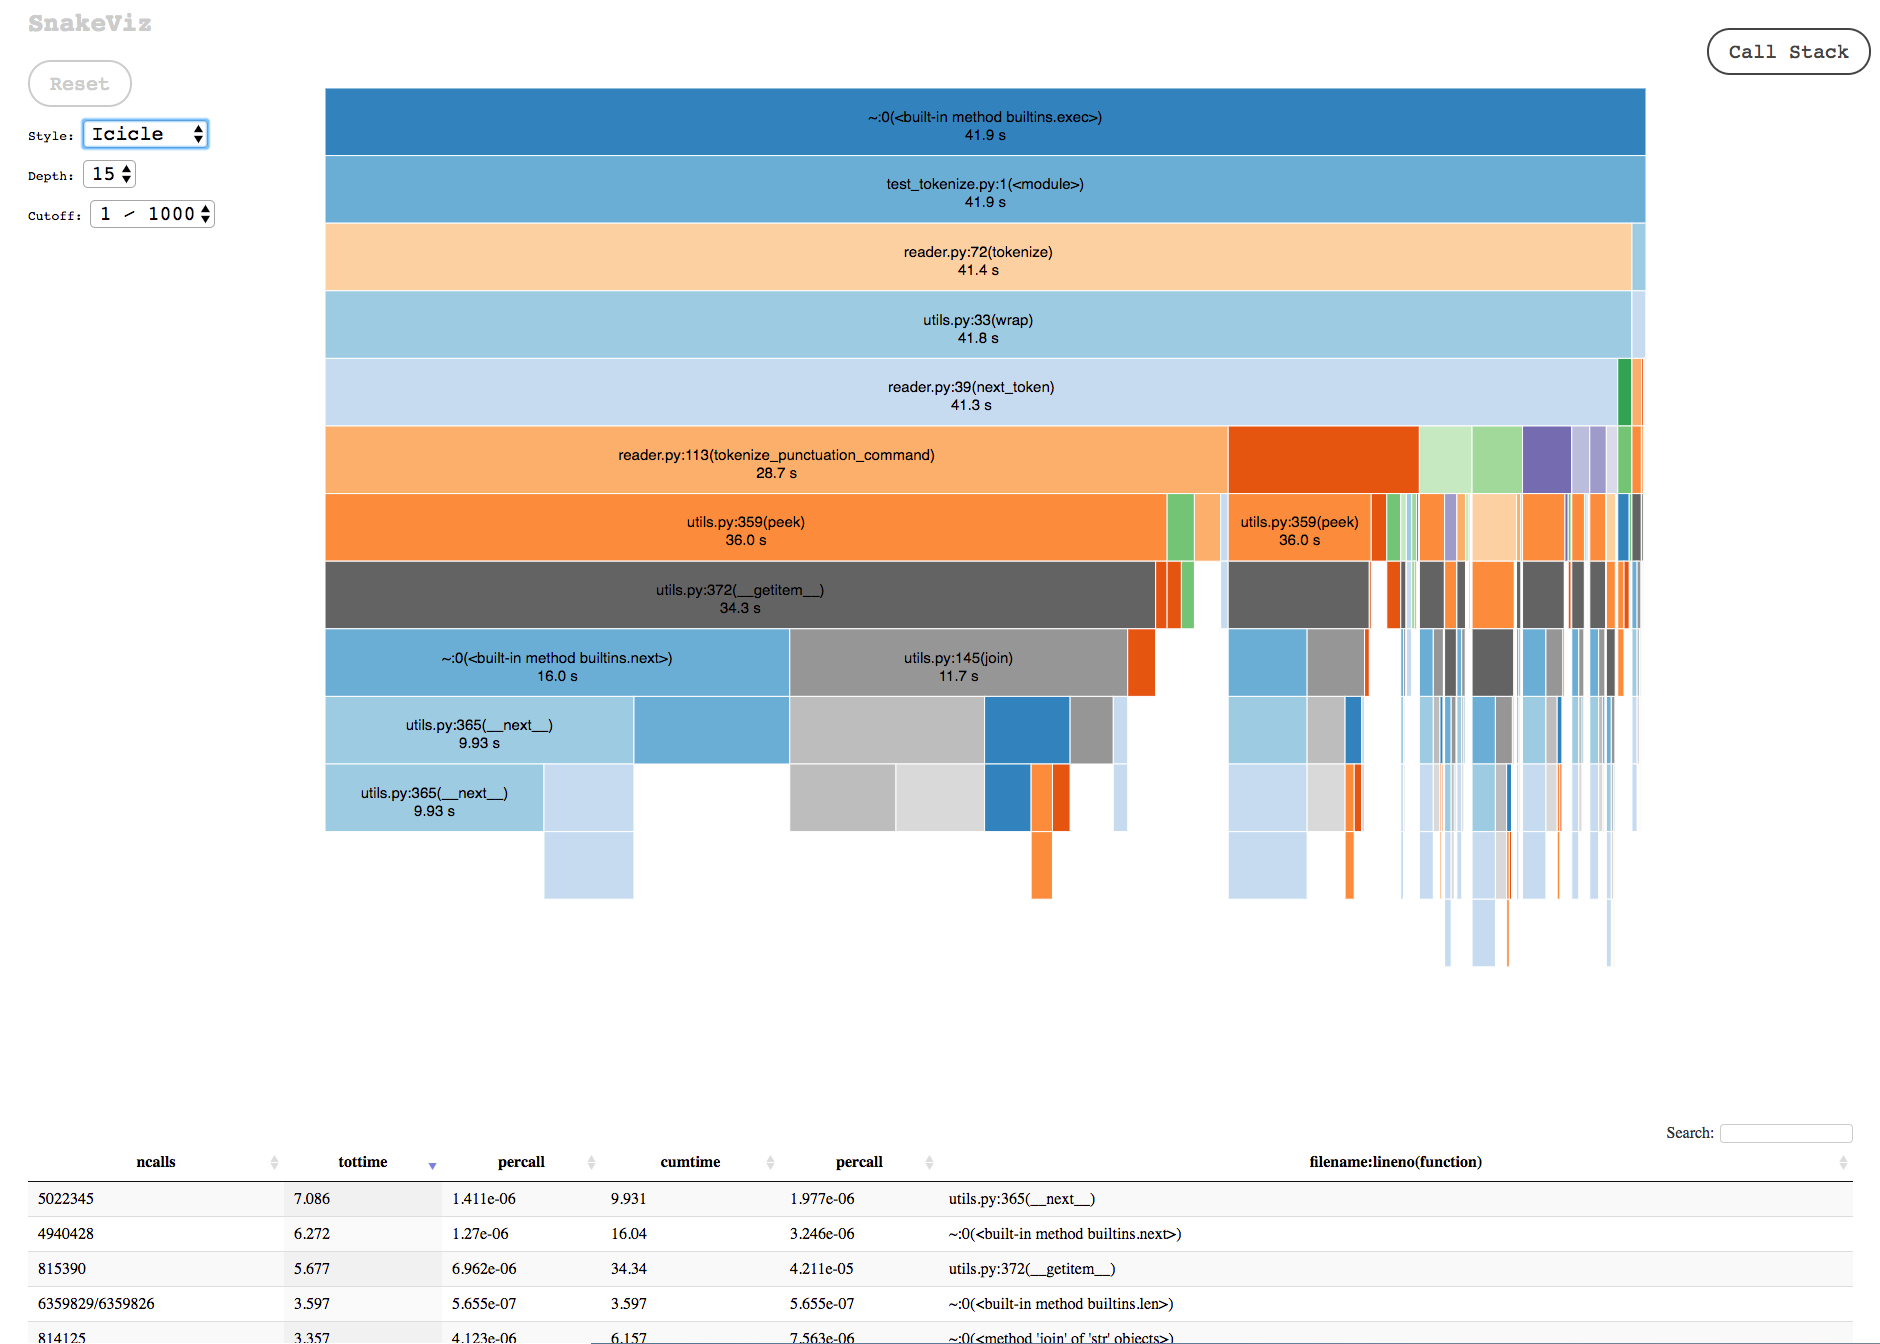 SnakeViz
Reset
Call Stack
Style: Icicle
Depth: 15
Cutoff: 1 / 1000
~:0(<built-in method builtins.exec>)
41.9 s
test_tokenize.py:1(<module>)
41.9 s
reader.py:72(tokenize)
41.4 s
utils.py:33(wrap)
41.8 s
reader.py:39(next_token)
41.3 s
reader.py:113(tokenize_punctuation_command)
28.7 s
utils.py:359(peek)
36.0 s
utils.py:359(peek)
36.0 s
utils.py:372(__getitem__)
34.3 s
~:0(<built-in method builtins.next>)
16.0 s
utils.py:145(join)
11.7 s
utils.py:365(__next__)
9.93 s
utils.py:365(__next__)
9.93 s
Search:
ncalls tottime percall cumtime percall filename:lineno(function)
5022345 7.086 1.411e-06 9.931 1.977e-06 utils.py:365(__next__)
4940428 6.272 1.27e-06 16.04 3.246e-06 ~:0(<built-in method builtins.next>)
815390 5.677 6.962e-06 34.34 4.211e-05 utils.py:372(__getitem__)
6359829/6359826 3.597 5.655e-07 3.597 5.655e-07 ~:0(<built-in method builtins.len>)
814125 3.357 4.123e-06 6.157 7.563e-06 ~:0(<method 'join' of 'str' objects>)